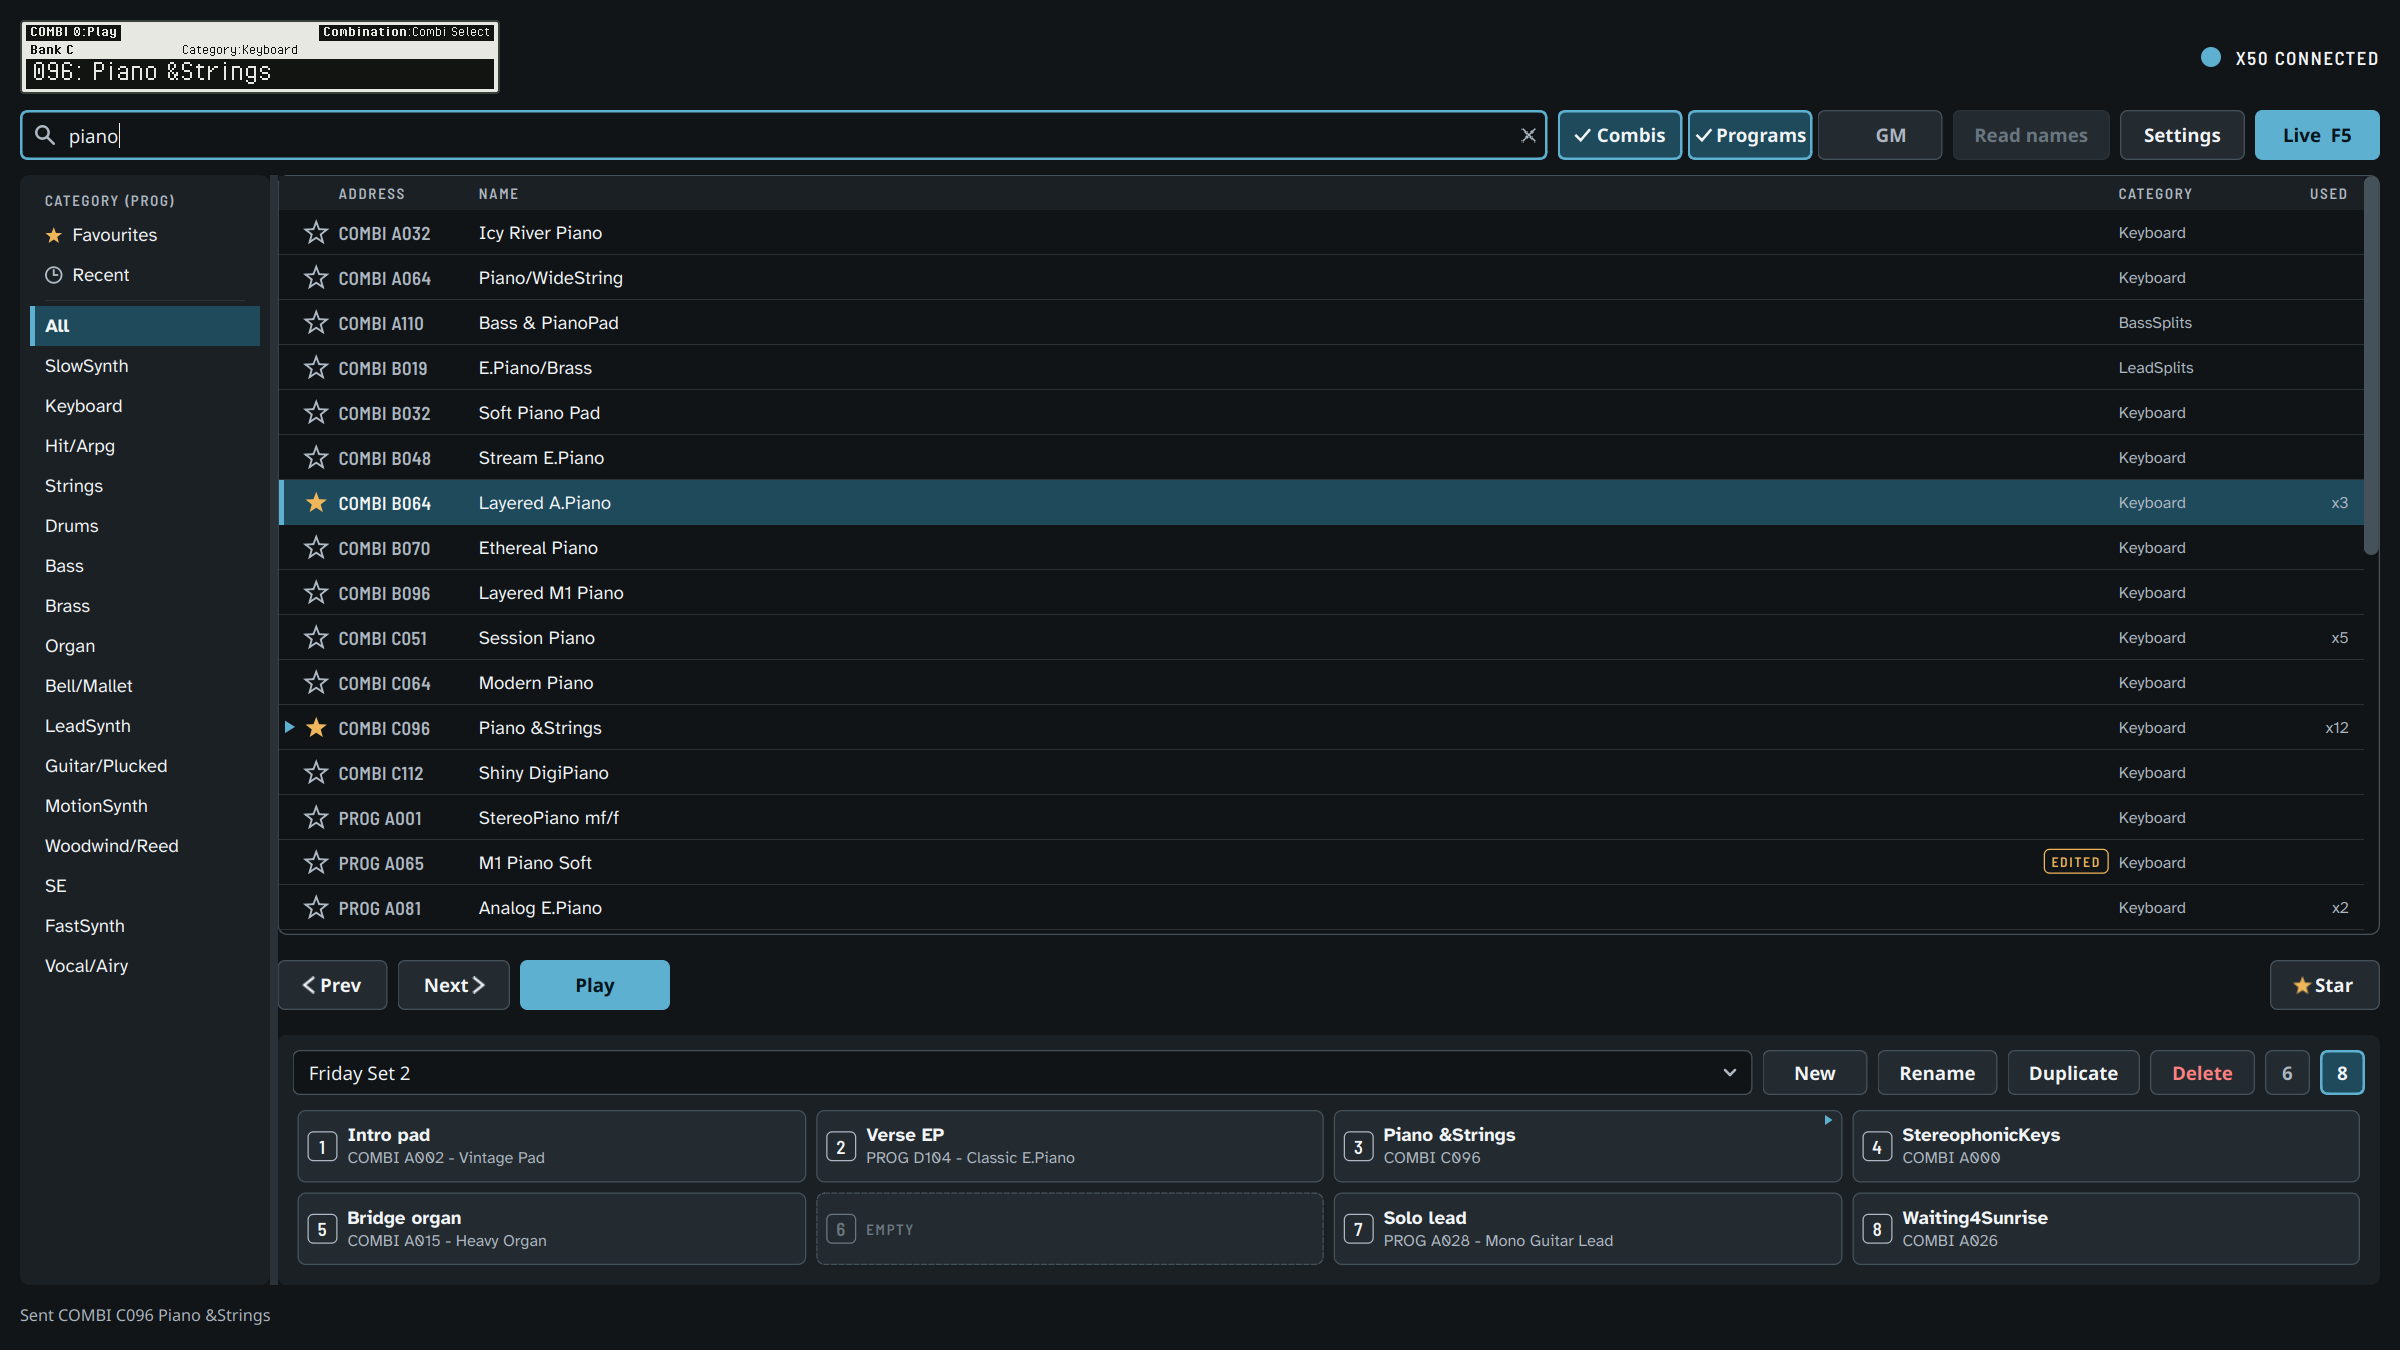 COMBI 0:Play Combination:Combi Select
Bank C Category:Keyboard
096: Piano &Strings
X50 CONNECTED
piano Combis Programs GM Read names Settings Live F5
CATEGORY (PROG)
Favourites
Recent
All
SlowSynth
Keyboard
Hit/Arpg
Strings
Drums
Bass
Brass
Organ
Bell/Mallet
LeadSynth
Guitar/Plucked
MotionSynth
Woodwind/Reed
SE
FastSynth
Vocal/Airy
ADDRESS NAME CATEGORY USED
COMBI A032 Icy River Piano Keyboard
COMBI A064 Piano/WideString Keyboard
COMBI A110 Bass & PianoPad BassSplits
COMBI B019 E.Piano/Brass LeadSplits
COMBI B032 Soft Piano Pad Keyboard
COMBI B048 Stream E.Piano Keyboard
COMBI B064 Layered A.Piano Keyboard x3
COMBI B070 Ethereal Piano Keyboard
COMBI B096 Layered M1 Piano Keyboard
COMBI C051 Session Piano Keyboard x5
COMBI C064 Modern Piano Keyboard
COMBI C096 Piano &Strings Keyboard x12
COMBI C112 Shiny DigiPiano Keyboard
PROG A001 StereoPiano mf/f Keyboard
PROG A065 M1 Piano Soft EDITED Keyboard
PROG A081 Analog E.Piano Keyboard x2
Prev Next Play Star
Friday Set 2 New Rename Duplicate Delete 6 8
1 Intro pad
COMBI A002 - Vintage Pad
2 Verse EP
PROG D104 - Classic E.Piano
3 Piano &Strings
COMBI C096
4 StereophonicKeys
COMBI A000
5 Bridge organ
COMBI A015 - Heavy Organ
6 EMPTY
7 Solo lead
PROG A028 - Mono Guitar Lead
8 Waiting4Sunrise
COMBI A026
Sent COMBI C096 Piano &Strings